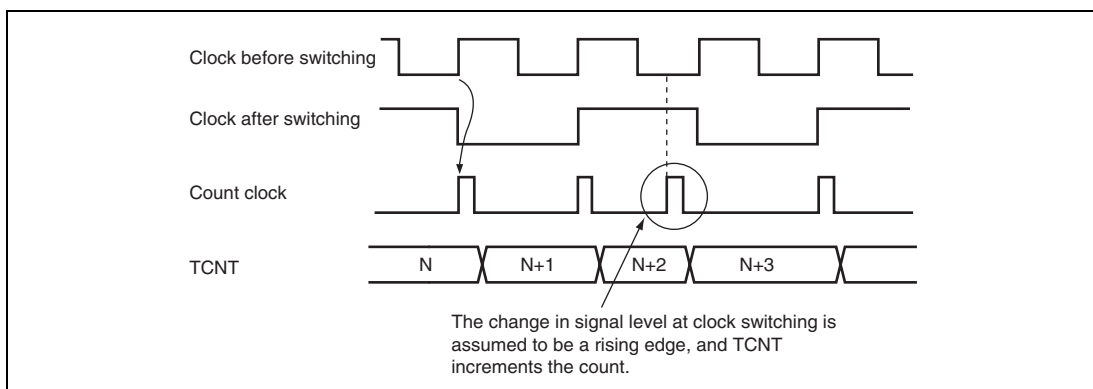 Clock before switching
Clock after switching
Count clock
TCNT
N
N+1
N+2
N+3
The change in signal level at clock switching is
assumed to be a rising edge, and TCNT
increments the count.